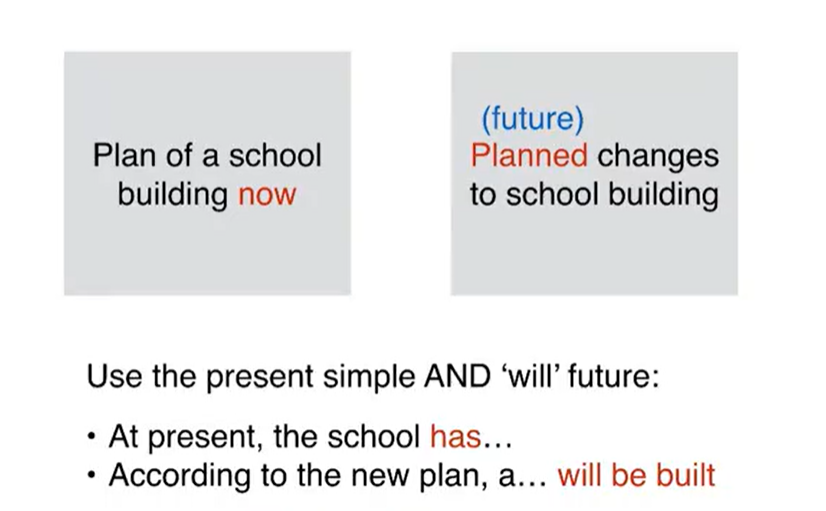 Plan of a school
building now
(future)
Planned changes
to school building
Use the present simple AND ‘will’ future:
• At present, the school has…
• According to the new plan, a… will be built